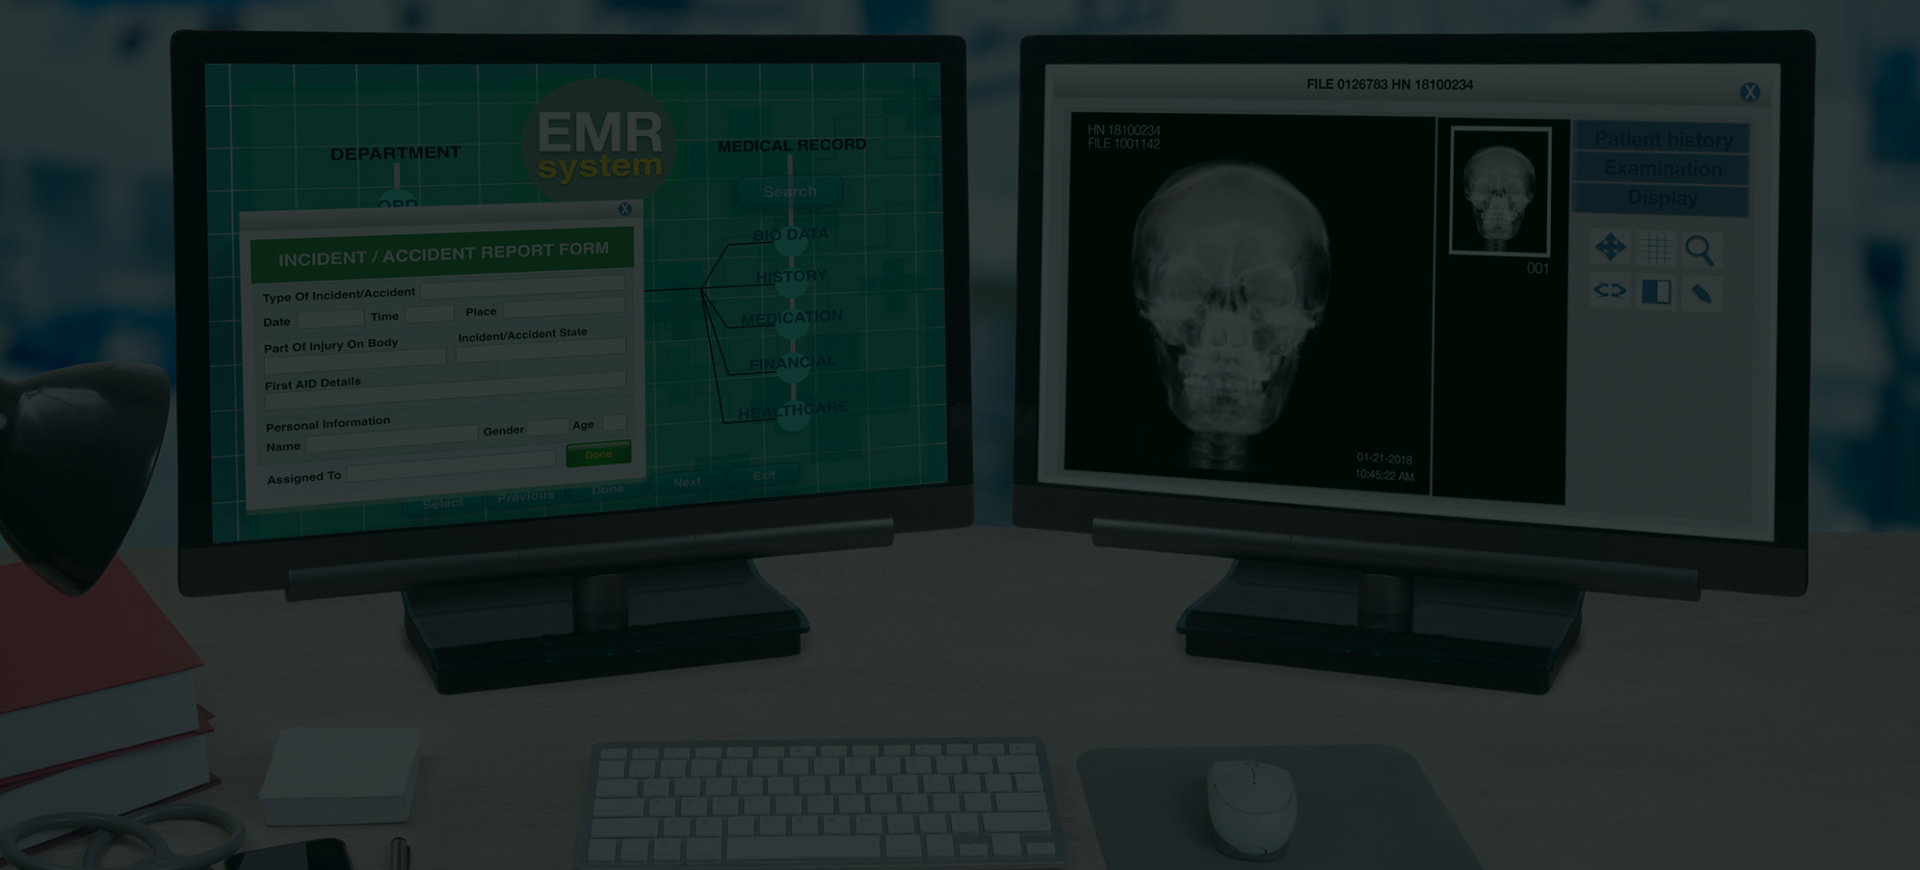 DEPARTMENT
EMR
system
MEDICAL RECORD
OPD
Search
BIO DATA
HISTORY
MEDICATION
FINANCIAL
HEALTHCARE
X
INCIDENT / ACCIDENT REPORT FORM
Type Of Incident/Accident
Date Time Place
Part Of Injury On Body Incident/Accident State
First AID Details
Personal Information
Name Gender Age
Assigned To Done
Select Previous Done Next Exit
FILE 0126783 HN 18100234
X
HN 18100234
FILE 1001142
01-21-2018
10:45:22 AM
001
Patient history
Examination
Display